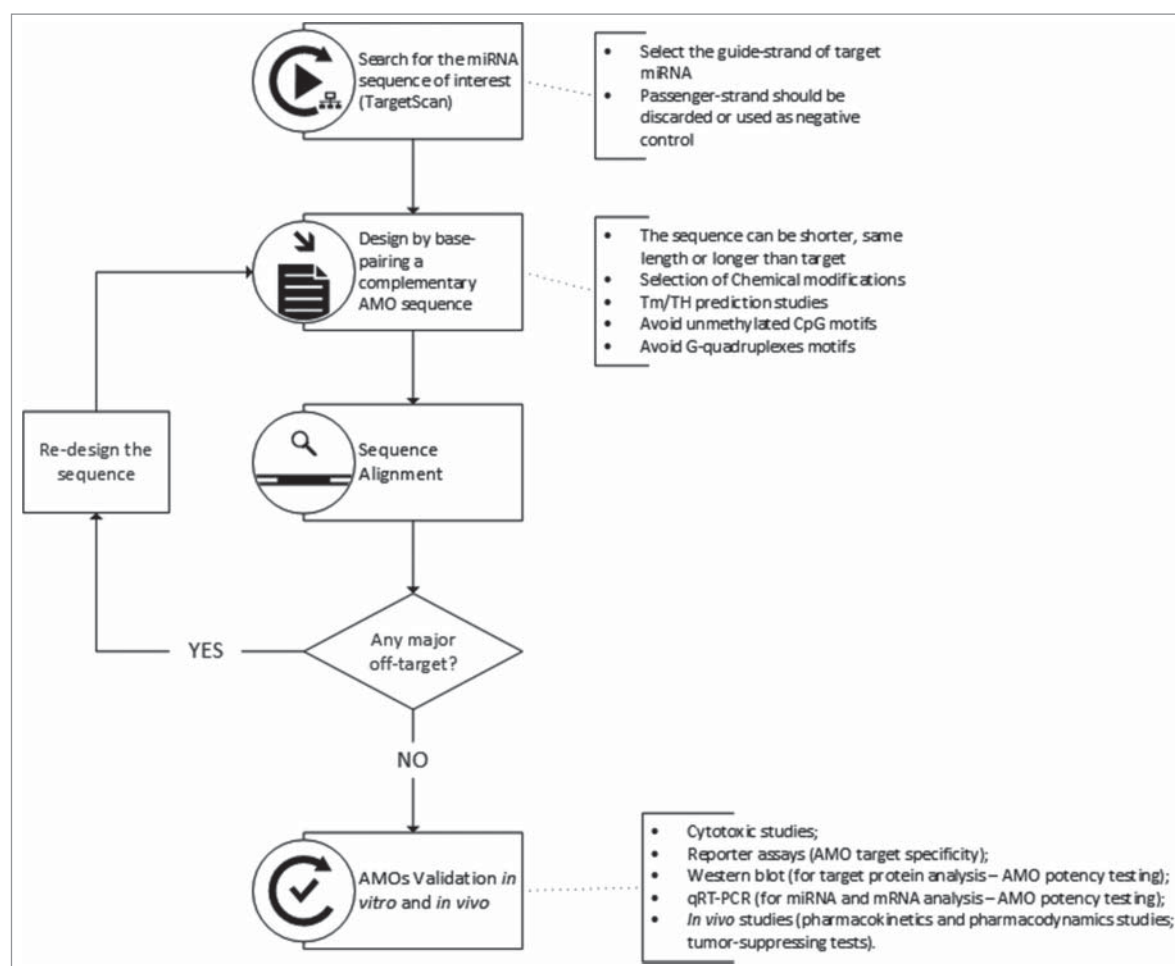 Search for the miRNA
sequence of interest
(TargetScan)
• Select the guide-strand of target
miRNA
• Passenger-strand should be
discarded or used as negative
control
Design by base-
pairing a
complementary
AMO sequence
• The sequence can be shorter, same
length or longer than target
• Selection of Chemical modifications
• Tm/TH prediction studies
• Avoid unmethylated CpG motifs
• Avoid G-quadruplexes motifs
Re-design the
sequence
Sequence
Alignment
Any major
off-target?
YES
NO
AMOs Validation in
vitro and in vivo
• Cytotoxic studies;
• Reporter assays (AMO target specificity);
• Western blot (for target protein analysis – AMO potency testing);
• qRT-PCR (for miRNA and mRNA analysis – AMO potency testing);
• In vivo studies (pharmacokinetics and pharmacodynamics studies;
tumor-suppressing tests).